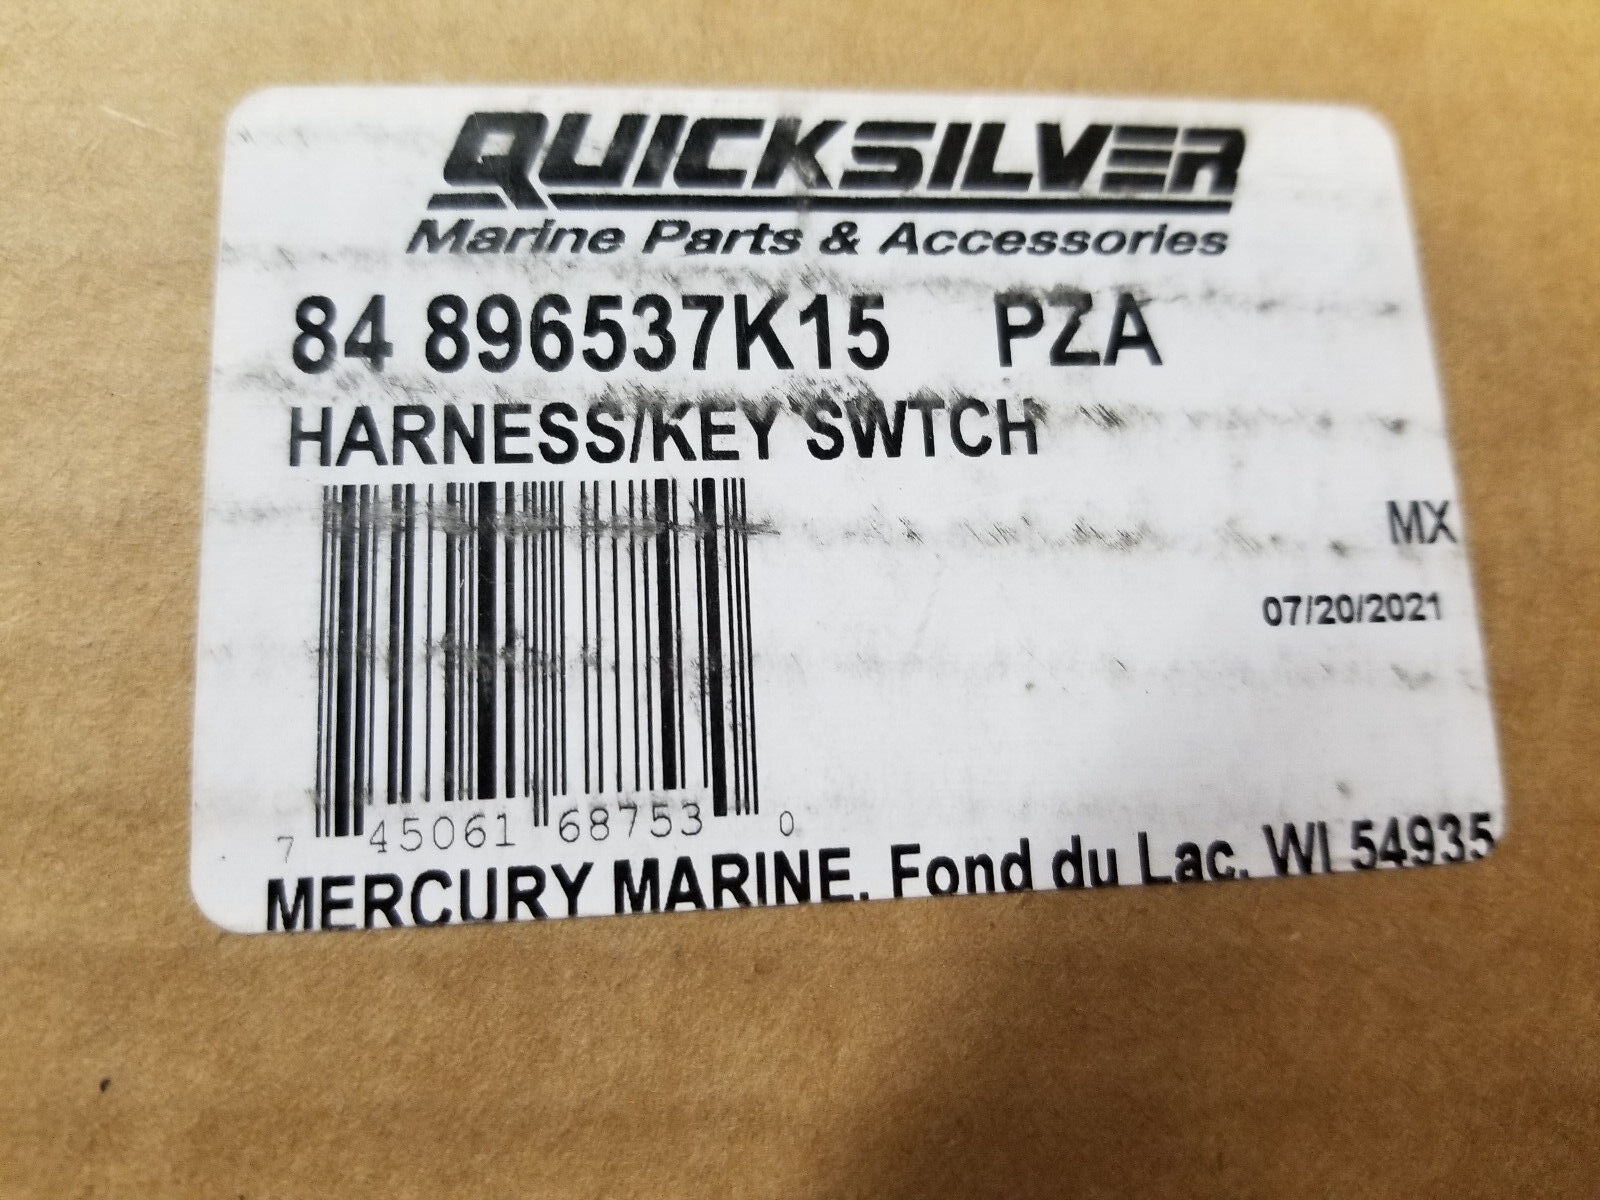 QUICKSILVER
Marine Parts & Accessories
84 896537K15 PZA
HARNESS/KEY SWTCH
MX
07/20/2021
7 45061 68753 0
MERCURY MARINE, Fond du Lac, WI 54935